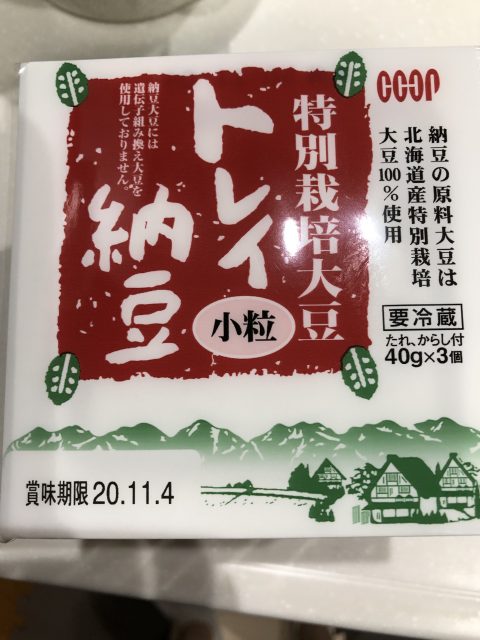 CO·OP
特別栽培大豆
トレイ
納豆
小粒
納豆大豆には
遺伝子組み換え大豆を
使用しておりません。
納豆の原料大豆は
北海道産特別栽培
大豆100%使用
要冷蔵
たれ、からし付
40g×3個
賞味期限 20.11.4